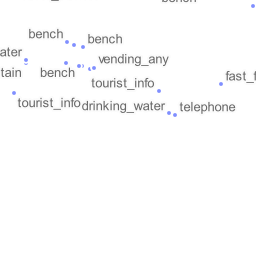 bench
bench
bench
ater
vending_any
tain
bench
tourist_info
fast_f
tourist_info
drinking_water
telephone